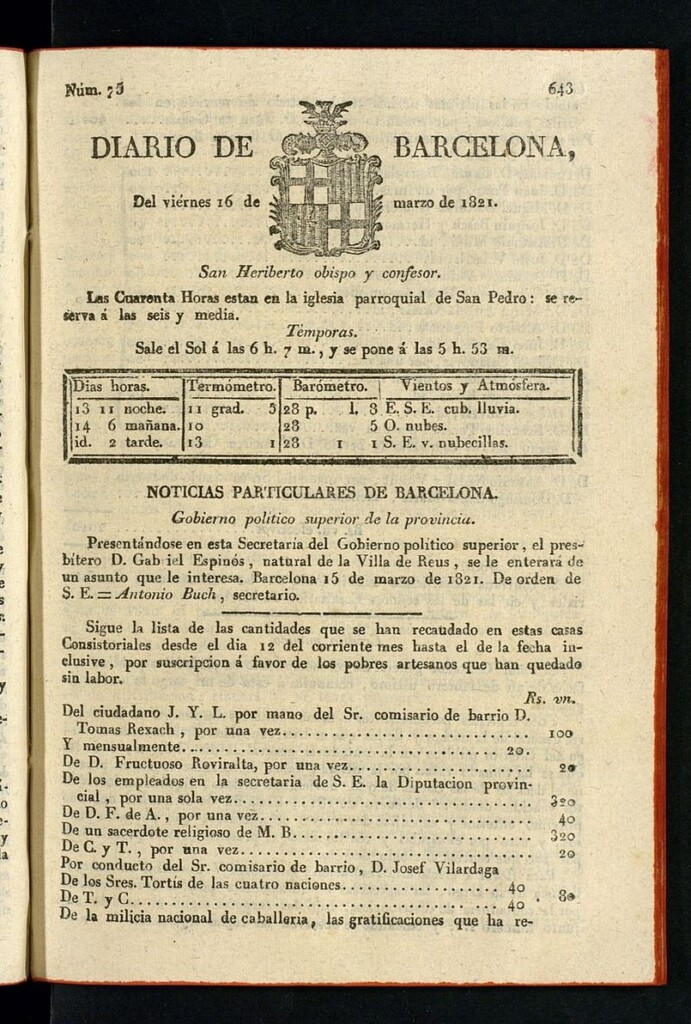 Núm. 75 643
DIARIO DE BARCELONA,
Del viérnes 16 de marzo de 1821.
San Heriberto obispo y confesor.
Las Cuarenta Horas estan en la iglesia parroquial de San Pedro: se re-
serva á las seis y media.
Témporas.
Sale el Sol á las 6 h. 7 m., y se pone á las 5 h. 53 m.
Dias horas. Termómetro. Barómetro. Vientos y Atmósfera.
13 11 noche. 11 grad. 5 28 p. l. 8 E. S. E. cub. lluvia.
14 6 mañana. 10 28 5 O. nubes.
id. 2 tarde. 13 1 28 1 1 S. E. v. nubecillas.
NOTICIAS PARTICULARES DE BARCELONA.
Gobierno político superior de la provincia.
Presentándose en esta Secretaría del Gobierno político superior, el pres-
bítero D. Gab iel Espinós, natural de la Villa de Reus, se le enterará de
un asunto que le interesa. Barcelona 15 de marzo de 1821. De orden de
S. E. = Antonio Buch, secretario.
Sigue la lista de las cantidades que se han recaudado en estas casas
Consistoriales desde el dia 12 del corriente mes hasta el de la fecha in-
clusive, por suscripcion á favor de los pobres artesanos que han quedado
sin labor.
Rs. vn.
Del ciudadano J. Y. L. por mano del Sr. comisario de barrio D.
Tomas Rexach, por una vez........................ 100
Y mensualmente.................................. 20.
De D. Fructuoso Roviralta, por una vez.................. 20
De los empleados en la secretaria de S. E. la Diputacion provin-
cial, por una sola vez............................ 320
De D. F. de A., por una vez.......................... 40
De un sacerdote religioso de M. B...................... 320
De C. y T., por una vez............................ 20
Por conducto del Sr. comisario de barrio, D. Josef Vilardaga
De los Sres. Tortís de las cuatro naciones.............. 40
De T. y C.................................. 40 . 80
De la milicia nacional de caballería, las gratificaciones que ha re-